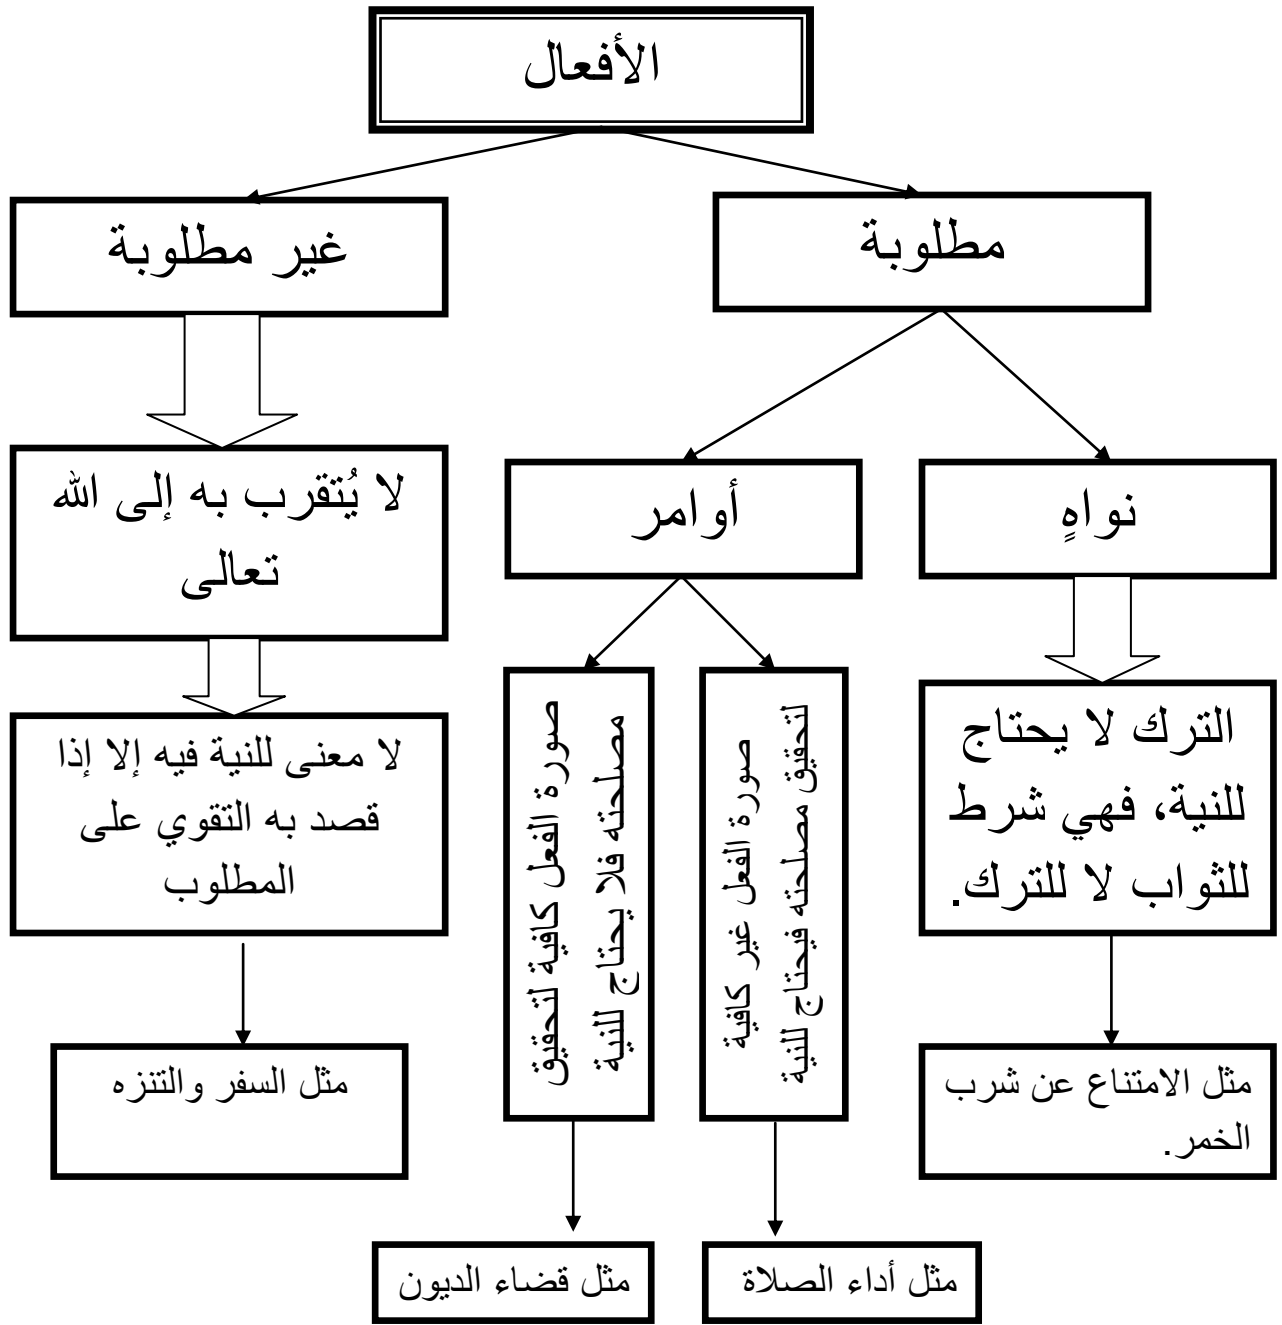 الأفعال
مطلوبة
غير مطلوبة
نواهٍ
أوامر
لا يُتقرب به إلى الله
تعالى
الترك لا يحتاج
للنية، فهي شرط
للثواب لا للترك.
صورة الفعل غير كافية
لتحقيق مصلحته فيحتاج للنية
صورة الفعل كافية لتحقيق
مصلحته فلا يحتاج للنية
لا معنى للنية فيه إلا إذا
قصد به التقوي على
المطلوب
مثل الامتناع عن شرب
الخمر.
مثل السفر والتنزه
مثل أداء الصلاة
مثل قضاء الديون